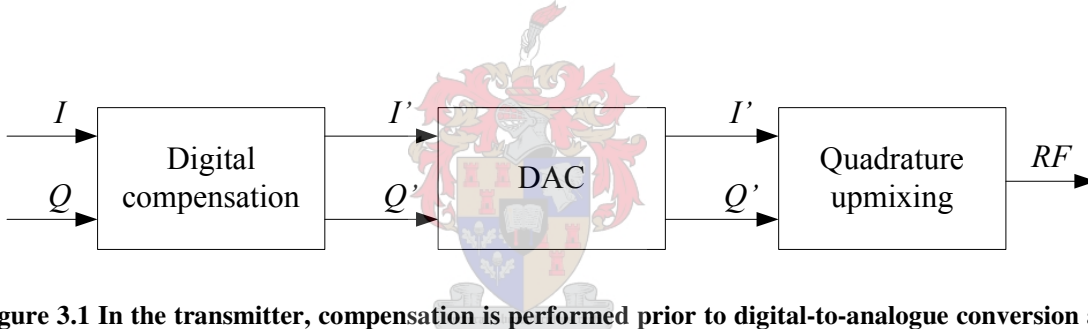 I
I’
I’
Digital
compensation
DAC
Quadrature
upmixing
RF
Q
Q’
Q’
gure 3.1 In the transmitter, compensation is performed prior to digital-to-analogue conversion